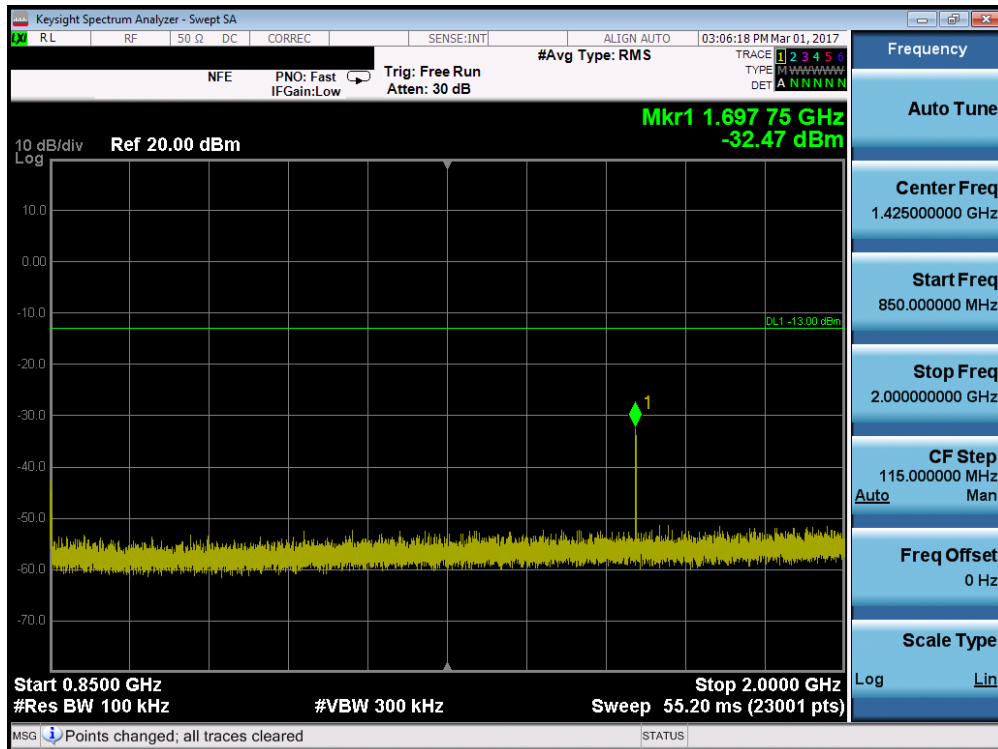 Keysight Spectrum Analyzer - Swept SA
LXI RL RF 50 Ω DC CORREC SENSE:INT ALIGN AUTO 03:06:18 PM Mar 01, 2017
Frequency
#Avg Type: RMS
TRACE 1 2 3 4 5 6
NFE PNO: Fast Trig: Free Run
TYPE M WWWWW
IFGain:Low Atten: 30 dB
DET A N N N N N
Auto Tune
Mkr1 1.697 75 GHz
-32.47 dBm
10 dB/div Ref 20.00 dBm
Log
10.0
0.00
-10.0
DL1 -13.00 dBm
-20.0
-30.0
1
-40.0
-50.0
-60.0
-70.0
Center Freq
1.425000000 GHz
Start Freq
850.000000 MHz
Stop Freq
2.000000000 GHz
CF Step
115.000000 MHz
Auto Man
Freq Offset
0 Hz
Scale Type
Log Lin
Start 0.8500 GHz Stop 2.0000 GHz
#Res BW 100 kHz #VBW 300 kHz Sweep 55.20 ms (23001 pts)
MSG Points changed; all traces cleared STATUS